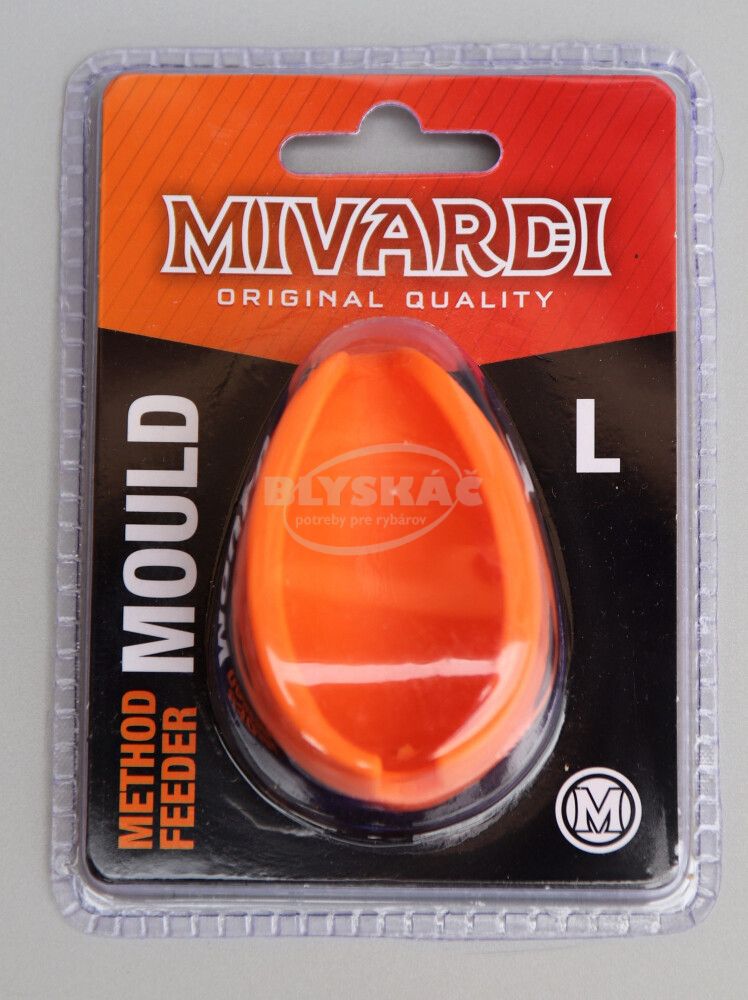 MIVARDI
ORIGINAL QUALITY
L
BLYSKÁČ
potreby pre rybárov
METHOD
FEEDER
MOULD
M